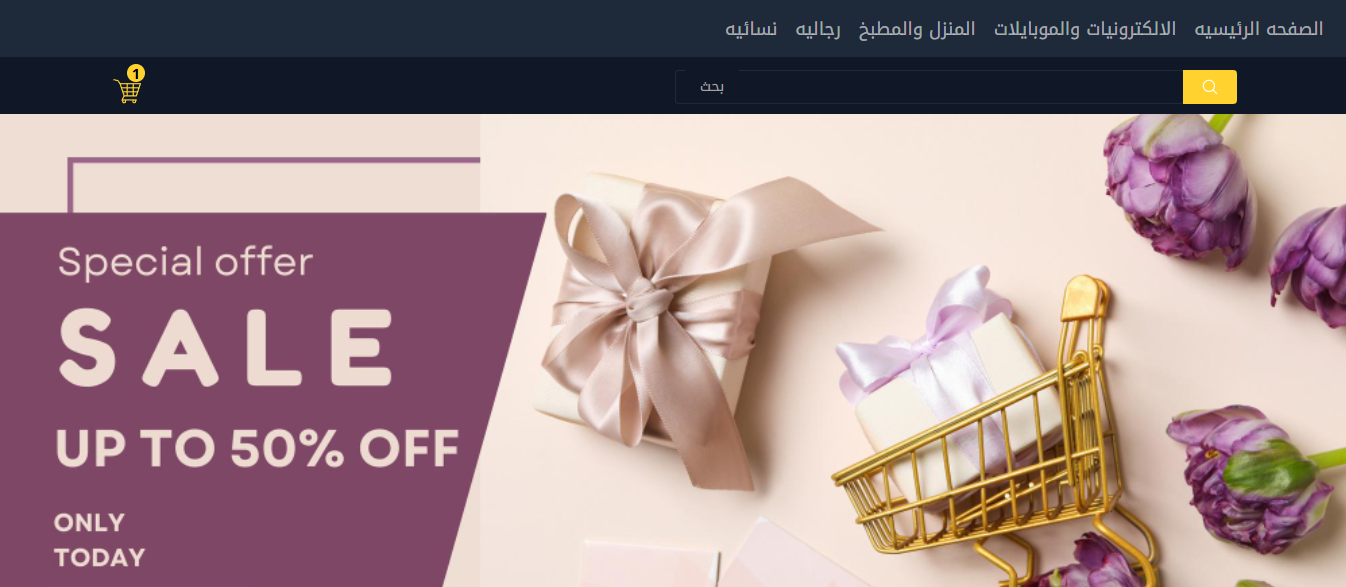 الصفحه الرئيسيه الالكترونيات والموبايلات المنزل والمطبخ رجاليه نسائيه
بحث
1
Special offer
SALE
UP TO 50% OFF
ONLY
TODAY